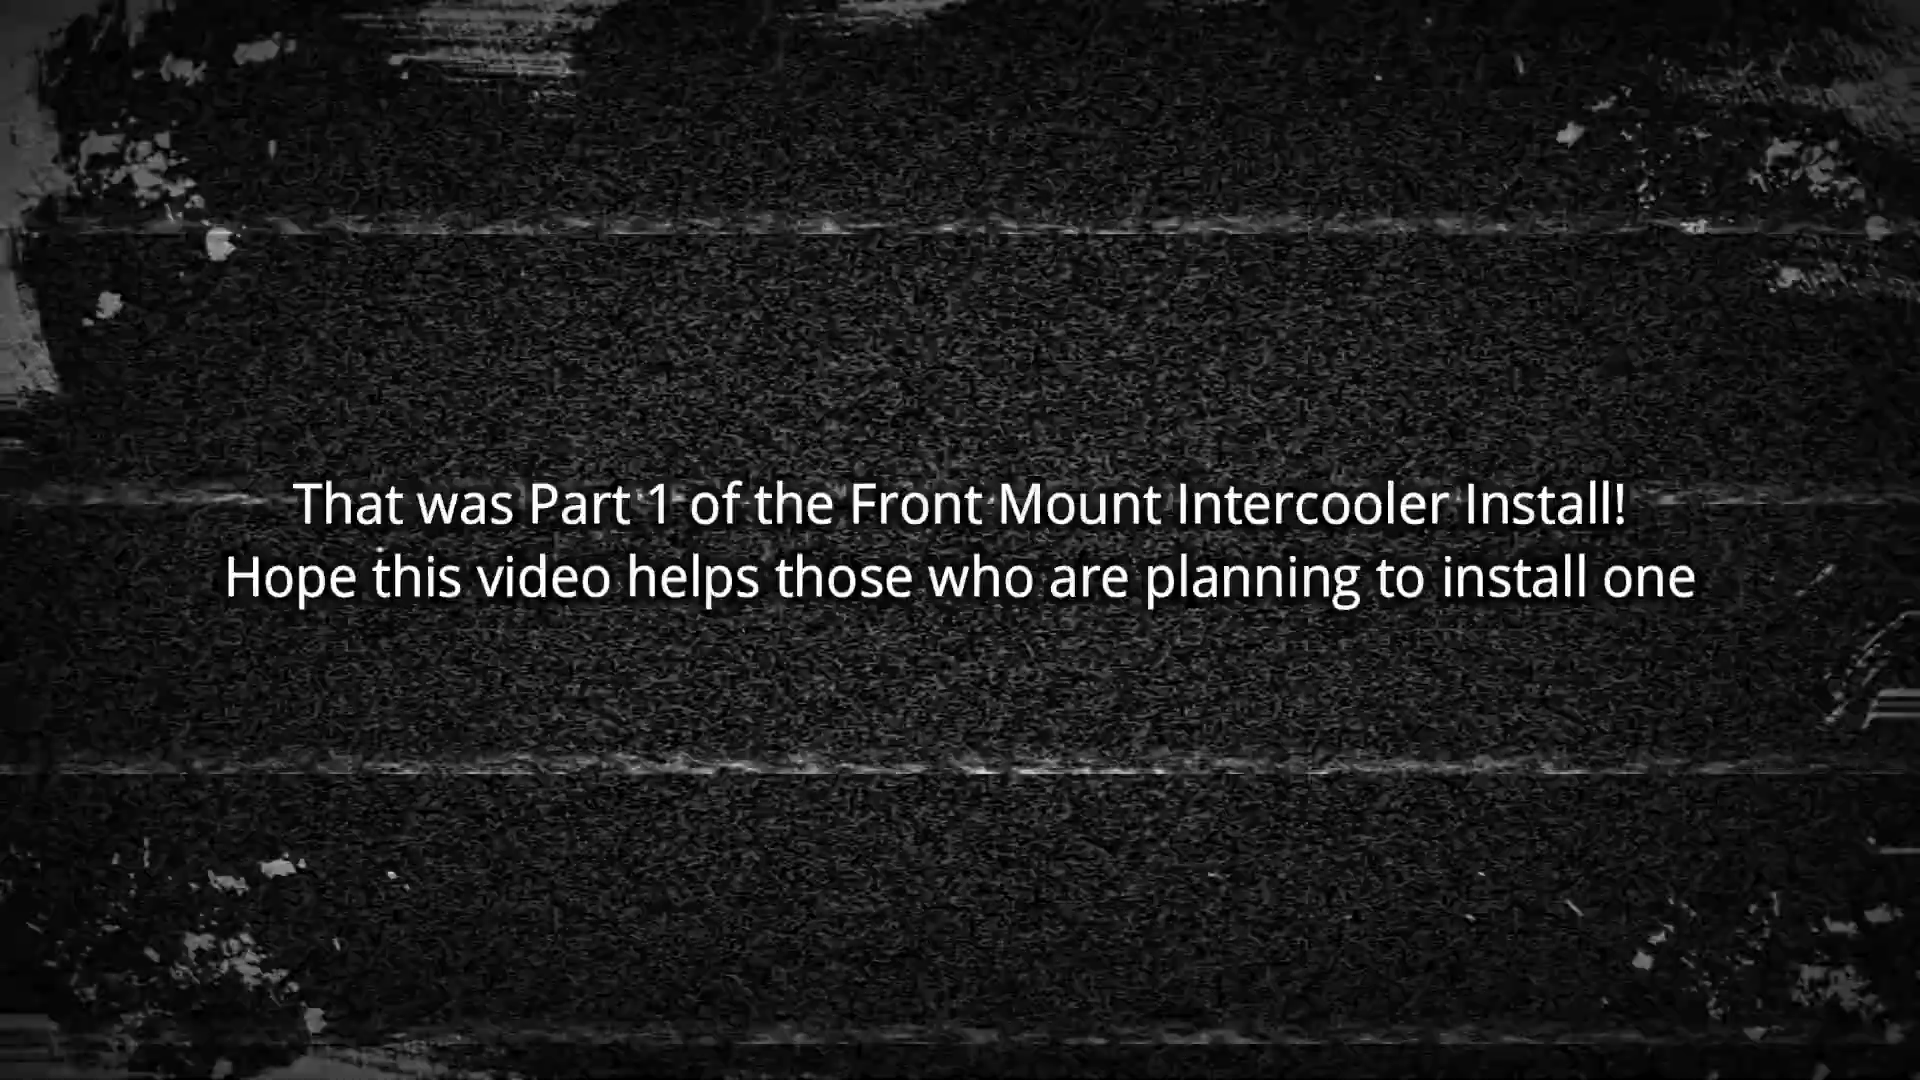 That was Part 1 of the Front Mount Intercooler Install!
Hope this video helps those who are planning to install one